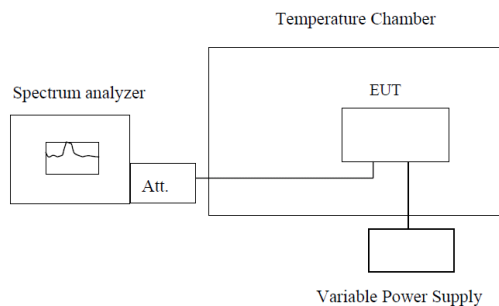 Temperature Chamber
Spectrum analyzer
EUT
Att.
Variable Power Supply